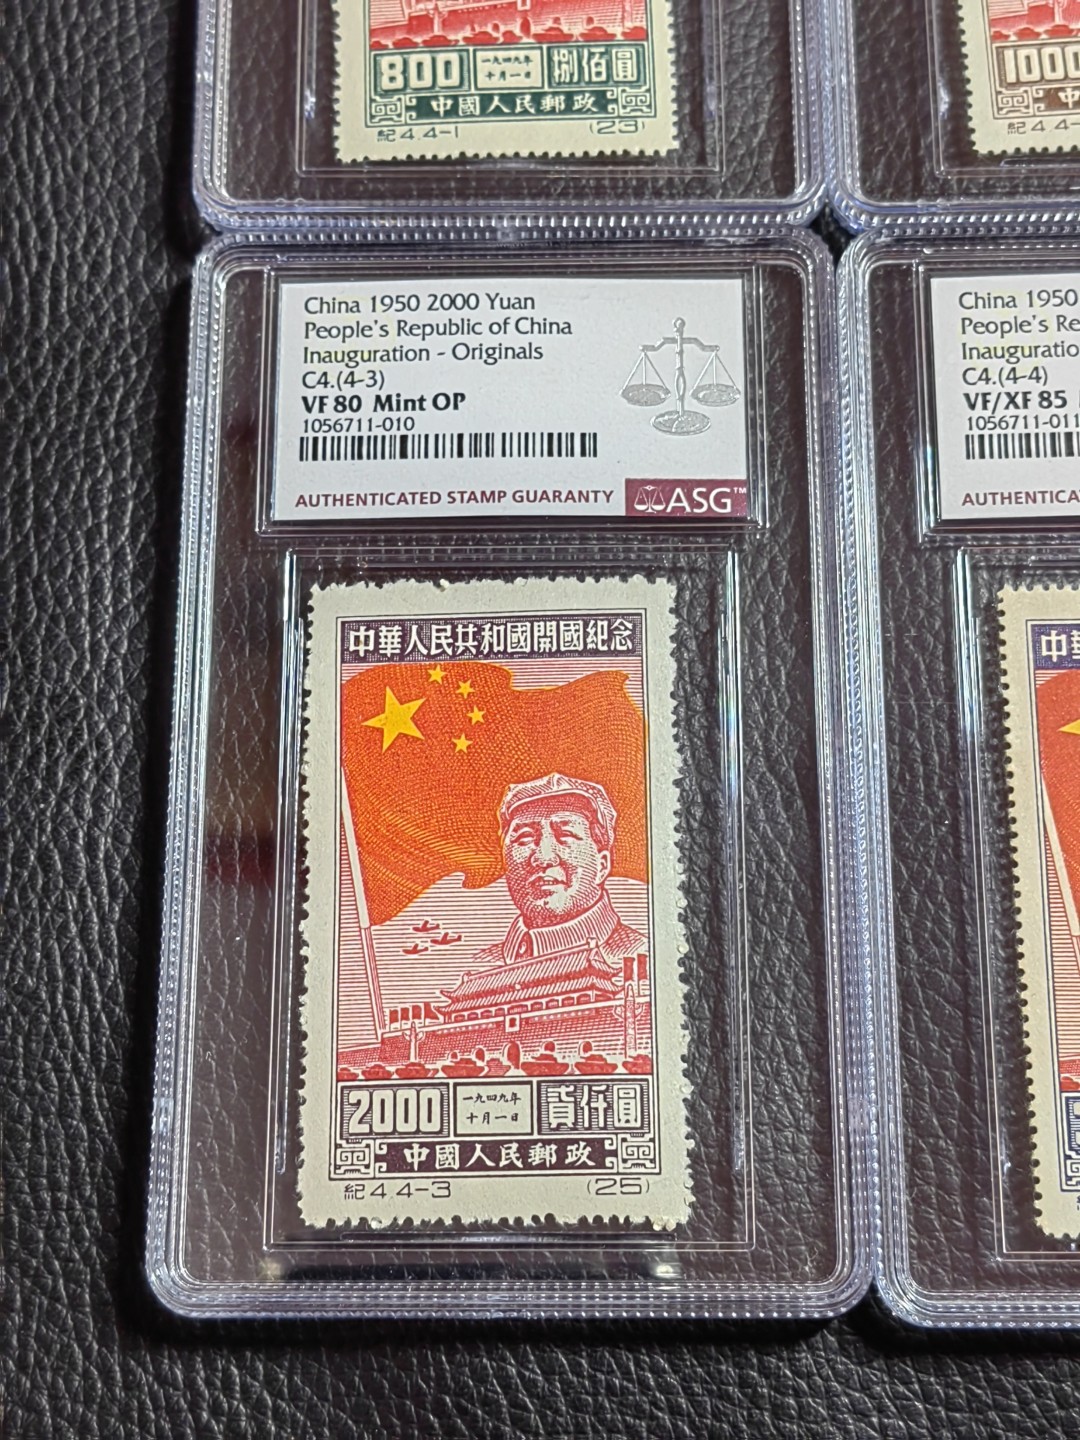 800 一九四九年十月一日 捌佰圓
中國人民郵政
紀4.4-1 (23)
1000
中
紀4.4-
China 1950 2000 Yuan
People's Republic of China
Inauguration - Originals
C4.(4-3)
VF 80 Mint OP
1056711-010
AUTHENTICATED STAMP GUARANTY ASG™
中華人民共和國開國紀念
2000 一九四九年十月一日 貳仟圓
中國人民郵政
紀4.4-3 (25)
China 1950
People's Re
Inauguratio
C4.(4-4)
VF/XF 85
1056711-011
AUTHENTICA
中